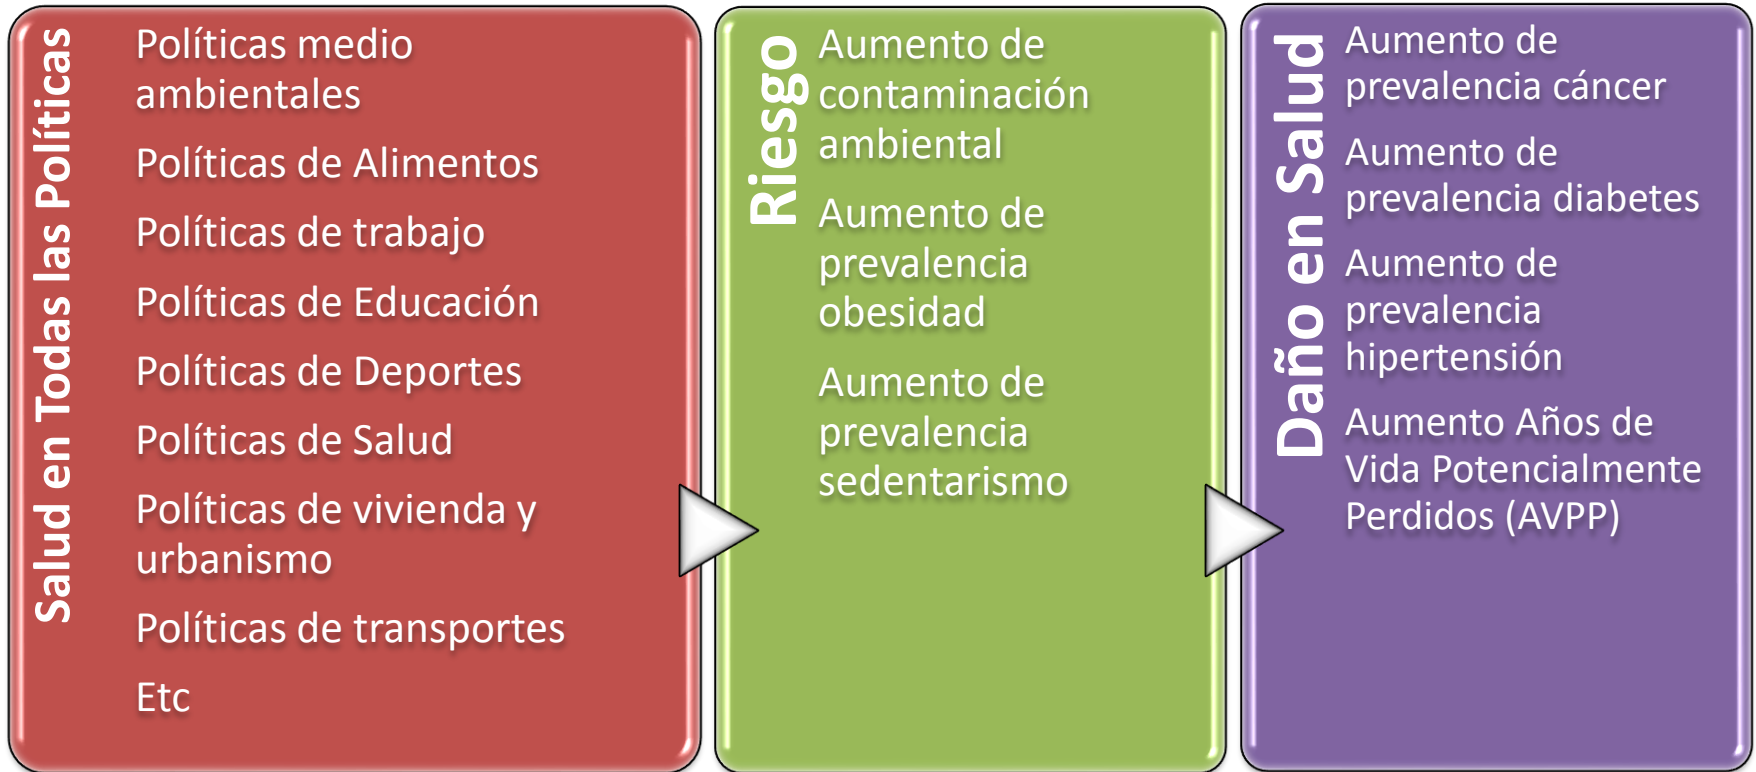 Salud en Todas las Políticas
Políticas medio
ambientales
Políticas de Alimentos
Políticas de trabajo
Políticas de Educación
Políticas de Deportes
Políticas de Salud
Políticas de vivienda y
urbanismo
Políticas de transportes
Etc
Riesgo
Aumento de
contaminación
ambiental
Aumento de
prevalencia
obesidad
Aumento de
prevalencia
sedentarismo
Daño en Salud
Aumento de
prevalencia cáncer
Aumento de
prevalencia diabetes
Aumento de
prevalencia
hipertensión
Aumento Años de
Vida Potencialmente
Perdidos (AVPP)